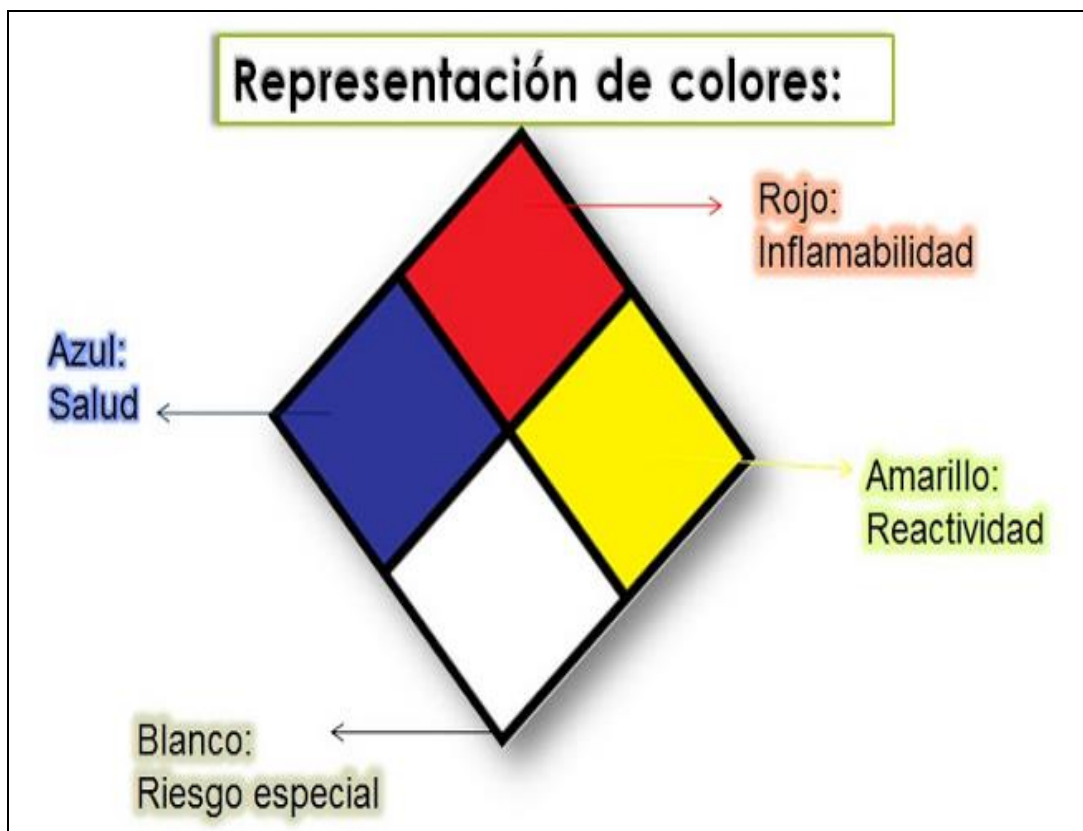 Representación de colores:
Rojo:
Inflamabilidad
Azul:
Salud
Amarillo:
Reactividad
Blanco:
Riesgo especial